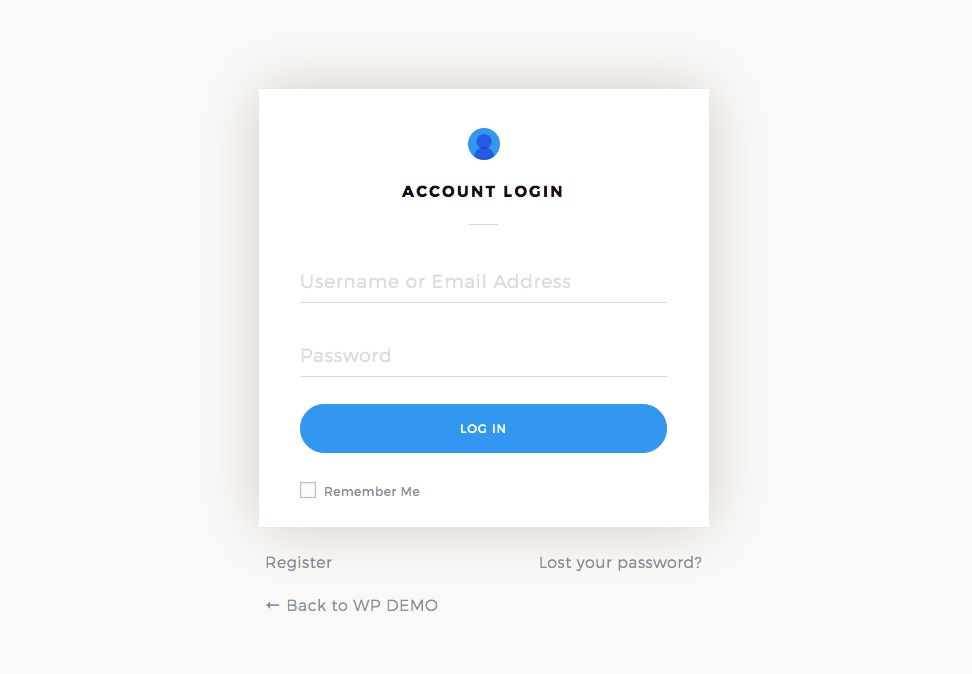 ACCOUNT LOGIN
Username or Email Address
Password
LOG IN
Remember Me
Register
Lost your password?
← Back to WP DEMO